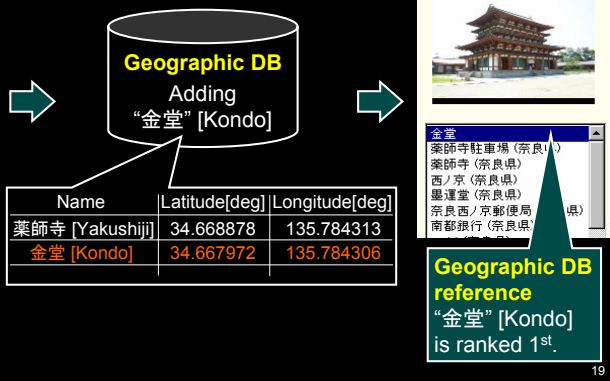 Geographic DB
Adding
“金堂” [Kondo]
Name Latitude[deg] Longitude[deg]
薬師寺 [Yakushiji] 34.668878 135.784313
金堂 [Kondo] 34.667972 135.784306
金堂
薬師寺駐車場 (奈良県)
薬師寺 (奈良県)
西ノ京 (奈良県)
墨運堂 (奈良県)
奈良西ノ京郵便局 県)
南都銀行 (奈良県)
Geographic DB
reference
“金堂” [Kondo]
is ranked 1st.
19